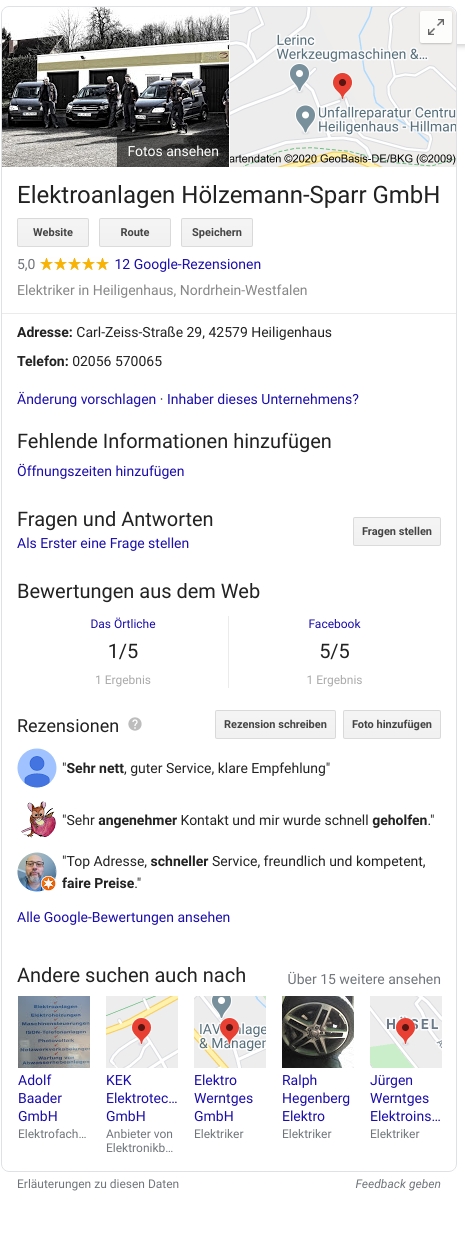 Lerinc
Werkzeugmaschinen &...
Unfallreparatur Centru
Heiligenhaus - Hillman
Fotos ansehen
artendaten ©2020 GeoBasis-DE/BKG (©2009)
Elektroanlagen Hölzemann-Sparr GmbH
Website Route Speichern
5,0 12 Google-Rezensionen
Elektriker in Heiligenhaus, Nordrhein-Westfalen
Adresse: Carl-Zeiss-Straße 29, 42579 Heiligenhaus
Telefon: 02056 570065
Änderung vorschlagen · Inhaber dieses Unternehmens?
Fehlende Informationen hinzufügen
Öffnungszeiten hinzufügen
Fragen und Antworten
Fragen stellen
Als Erster eine Frage stellen
Bewertungen aus dem Web
Das Örtliche Facebook
1/5 5/5
1 Ergebnis 1 Ergebnis
Rezensionen ? Rezension schreiben Foto hinzufügen
"Sehr nett, guter Service, klare Empfehlung"
"Sehr angenehmer Kontakt und mir wurde schnell geholfen."
"Top Adresse, schneller Service, freundlich und kompetent,
faire Preise."
Alle Google-Bewertungen ansehen
Andere suchen auch nach Über 15 weitere ansehen
Elektroanlagen
Elektroheizungen
Maschinensteuerungen
ISDN-Telefonanlagen
Photovoltaik
IAV
& Manager
Adolf
Baader
GmbH
Elektrofach...
KEK
Elektrotec...
GmbH
Anbieter von
Elektronikb...
Elektro
Werntges
GmbH
Elektriker
Ralph
Hegenberg
Elektro
Elektriker
Jürgen
Werntges
Elektroins...
Elektriker
Erläuterungen zu diesen Daten Feedback geben